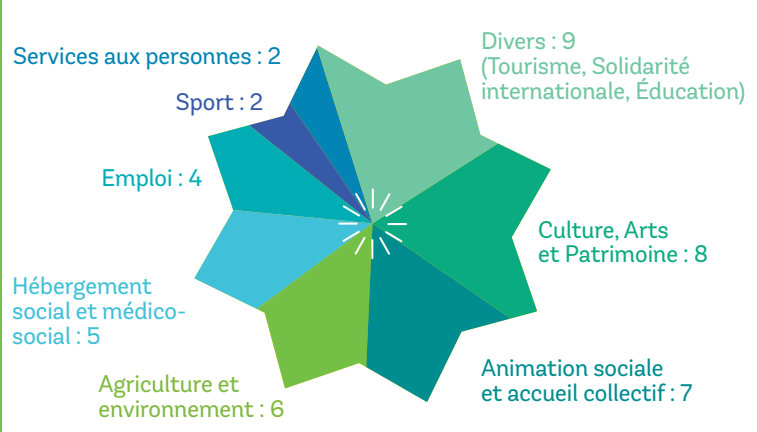 Divers : 9
(Tourisme, Solidarité
internationale, Éducation)
Services aux personnes : 2
Sport : 2
Emploi : 4
Culture, Arts
et Patrimoine : 8
Hébergement
social et médico-
social : 5
Animation sociale
et accueil collectif : 7
Agriculture et
environnement : 6